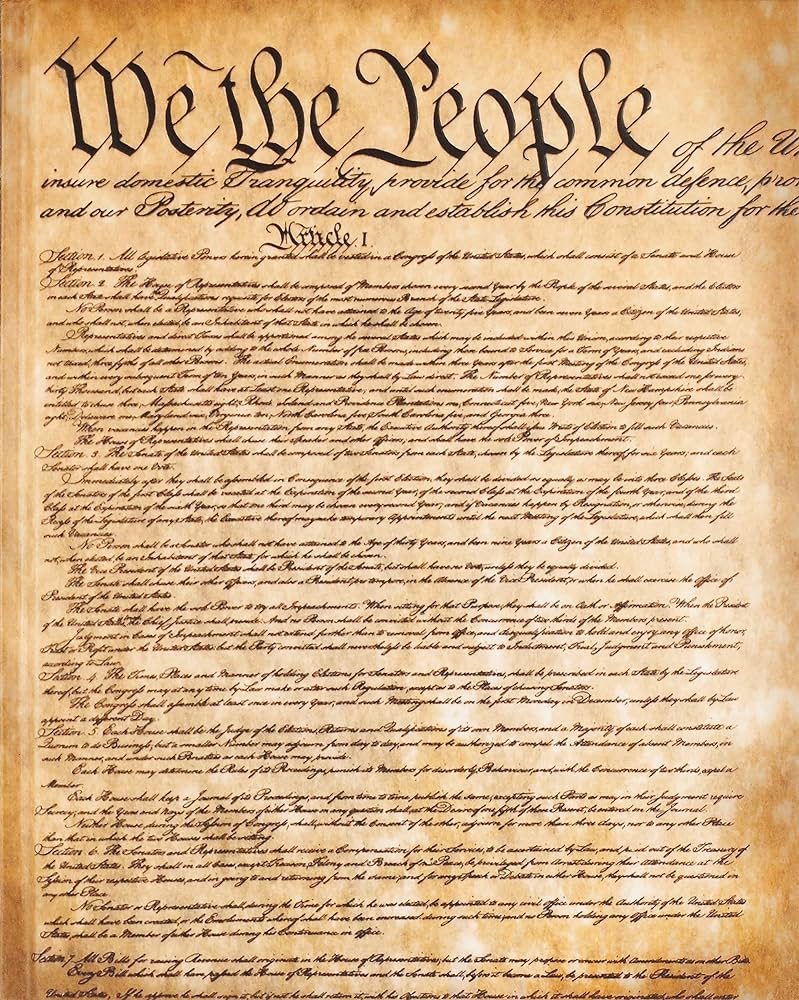 We the People of the U
insure domestic Tranquility, provide for the common defence, pro
and our Posterity, do ordain and establish this Constitution for the
Article. I.
Section. 1. All legislative Powers herein granted shall be vested in a Congress of the United States, which shall consist of a Senate and House
of Representatives.
Section. 2. The House of Representatives shall be composed of Members chosen every second Year by the People of the several States, and the Electors
in each State shall have the Qualifications requisite for Electors of the most numerous Branch of the State Legislature.
No Person shall be a Representative who shall not have attained to the Age of twenty five Years, and been seven Years a Citizen of the United States,
and who shall not, when elected, be an Inhabitant of that State in which he shall be chosen.
Representatives and direct Taxes shall be apportioned among the several States which may be included within this Union, according to their respective
Numbers, which shall be determined by adding to the whole Number of free Persons, including those bound to Service for a Term of Years, and excluding Indians
not taxed, three fifths of all other Persons. The actual Enumeration shall be made within three Years after the first Meeting of the Congress of the United States,
and within every subsequent Term of ten Years, in such Manner as they shall by Law direct. The Number of Representatives shall not exceed one for every
thirty Thousand, but each State shall have at Least one Representative; and until such enumeration shall be made, the State of New Hampshire shall be
entitled to chuse three, Massachusetts eight, Rhode Island and Providence Plantations one, Connecticut five, New York six, New Jersey four, Pennsylvania
eight, Delaware one, Maryland six, Virginia ten, North Carolina five, South Carolina five, and Georgia three.
When vacancies happen in the Representation from any State, the Executive Authority thereof shall issue Writs of Election to fill such Vacancies.
The House of Representatives shall chuse their Speaker and other Officers; and shall have the sole Power of Impeachment.
Section. 3. The Senate of the United States shall be composed of two Senators from each State, chosen by the Legislature thereof, for six Years; and each
Senator shall have one Vote.
Immediately after they shall be assembled in Consequence of the first Election, they shall be divided as equally as may be into three Classes. The Seats
of the Senators of the first Class shall be vacated at the Expiration of the second Year, of the second Class at the Expiration of the fourth Year, and of the third
Class at the Expiration of the sixth Year, so that one third may be chosen every second Year; and if Vacancies happen by Resignation, or otherwise, during the
Recess of the Legislature of any State, the Executive thereof may make temporary Appointments until the next Meeting of the Legislature, which shall then fill
such Vacancies.
No Person shall be a Senator who shall not have attained to the Age of thirty Years, and been nine Years a Citizen of the United States, and who shall
not, when elected, be an Inhabitant of that State for which he shall be chosen.
The Vice President of the United States shall be President of the Senate, but shall have no Vote, unless they be equally divided.
The Senate shall chuse their other Officers, and also a President pro tempore, in the Absence of the Vice President, or when he shall exercise the Office of
President of the United States.
The Senate shall have the sole Power to try all Impeachments. When sitting for that Purpose, they shall be on Oath or Affirmation. When the President
of the United States is tried, the Chief Justice shall preside: And no Person shall be convicted without the Concurrence of two thirds of the Members present.
Judgment in Cases of Impeachment shall not extend further than to removal from Office, and disqualification to hold and enjoy any Office of honor,
Trust or Profit under the United States: but the Party convicted shall nevertheless be liable and subject to Indictment, Trial, Judgment and Punishment,
according to Law.
Section. 4. The Times, Places and Manner of holding Elections for Senators and Representatives, shall be prescribed in each State by the Legislature
thereof; but the Congress may at any time by Law make or alter such Regulations, except as to the Places of chusing Senators.
The Congress shall assemble at least once in every Year, and such Meeting shall be on the first Monday in December, unless they shall by Law
appoint a different Day.
Section. 5. Each House shall be the Judge of the Elections, Returns and Qualifications of its own Members, and a Majority of each shall constitute a
Quorum to do Business; but a smaller Number may adjourn from day to day, and may be authorized to compel the Attendance of absent Members, in
such Manner, and under such Penalties as each House may provide.
Each House may determine the Rules of its Proceedings, punish its Members for disorderly Behaviour, and, with the Concurrence of two thirds, expel a
Member.
Each House shall keep a Journal of its Proceedings, and from time to time publish the same, excepting such Parts as may in their Judgment require
Secrecy; and the Yeas and Nays of the Members of either House on any question shall, at the Desire of one fifth of those Present, be entered on the Journal.
Neither House, during the Session of Congress, shall, without the Consent of the other, adjourn for more than three days, nor to any other Place
than that in which the two Houses shall be sitting.
Section. 6. The Senators and Representatives shall receive a Compensation for their Services, to be ascertained by Law, and paid out of the Treasury of
the United States. They shall in all Cases, except Treason, Felony and Breach of the Peace, be privileged from Arrest during their Attendance at the
Session of their respective Houses, and in going to and returning from the same; and for any Speech or Debate in either House, they shall not be questioned in
any other Place.
No Senator or Representative shall, during the Time for which he was elected, be appointed to any civil Office under the Authority of the United States
which shall have been created, or the Emoluments whereof shall have been encreased during such time; and no Person holding any Office under the United
States, shall be a Member of either House during his Continuance in Office.
Section. 7. All Bills for raising Revenue shall originate in the House of Representatives; but the Senate may propose or concur with Amendments as on other Bills.
Every Bill which shall have passed the House of Representatives and the Senate, shall, before it become a Law, be presented to the President of the
United States; If he approve he shall sign it, but if not he shall return it, with his Objections to that House in which it shall have originated, who shall enter